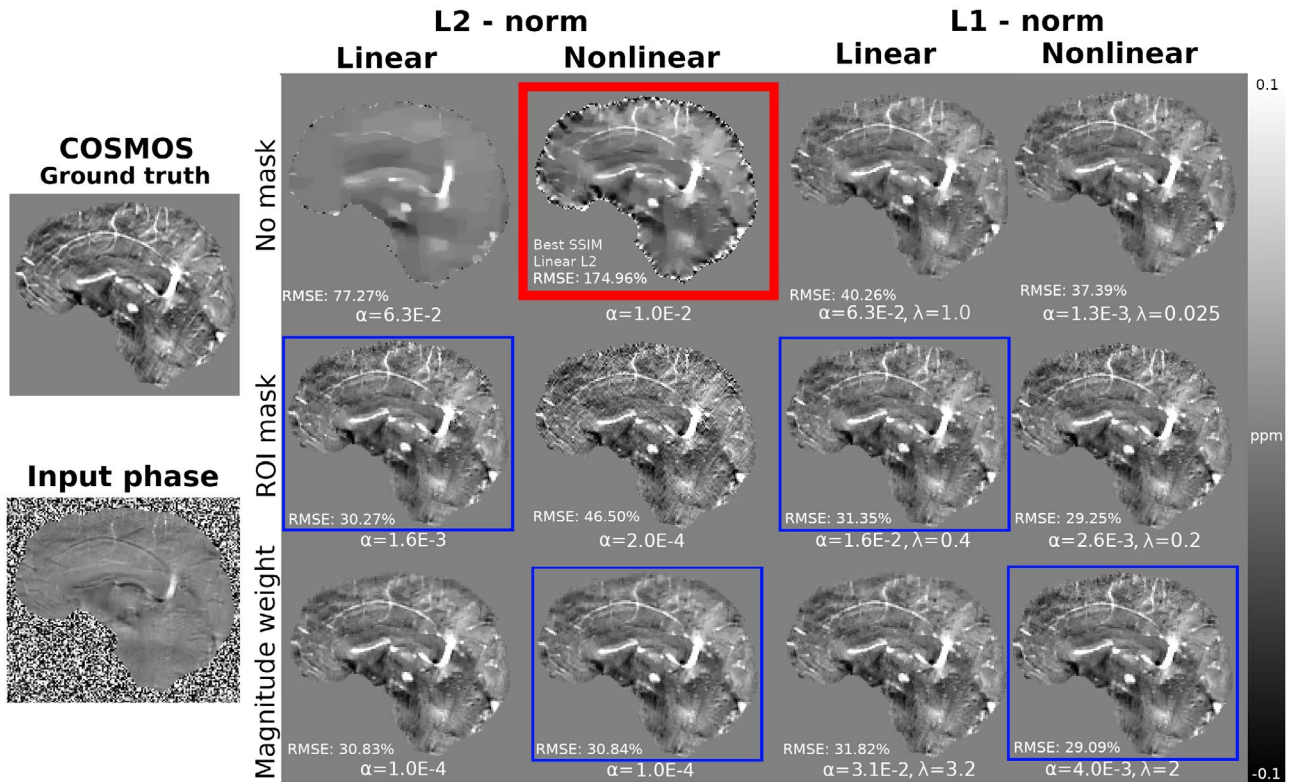 L2 - norm
L1 - norm
Linear
Nonlinear
Linear
Nonlinear
COSMOS
Ground truth
Input phase
No mask
RMSE: 77.27%
α=6.3E-2
Best SSIM
Linear L2
RMSE: 174.96%
α=1.0E-2
RMSE: 40.26%
α=6.3E-2, λ=1.0
RMSE: 37.39%
α=1.3E-3, λ=0.025
ROI mask
RMSE: 30.27%
α=1.6E-3
RMSE: 46.50%
α=2.0E-4
RMSE: 31.35%
α=1.6E-2, λ=0.4
RMSE: 29.25%
α=2.6E-3, λ=0.2
Magnitude weight
RMSE: 30.83%
α=1.0E-4
RMSE: 30.84%
α=1.0E-4
RMSE: 31.82%
α=3.1E-2, λ=3.2
RMSE: 29.09%
α=4.0E-3, λ=2
0.1
ppm
-0.1